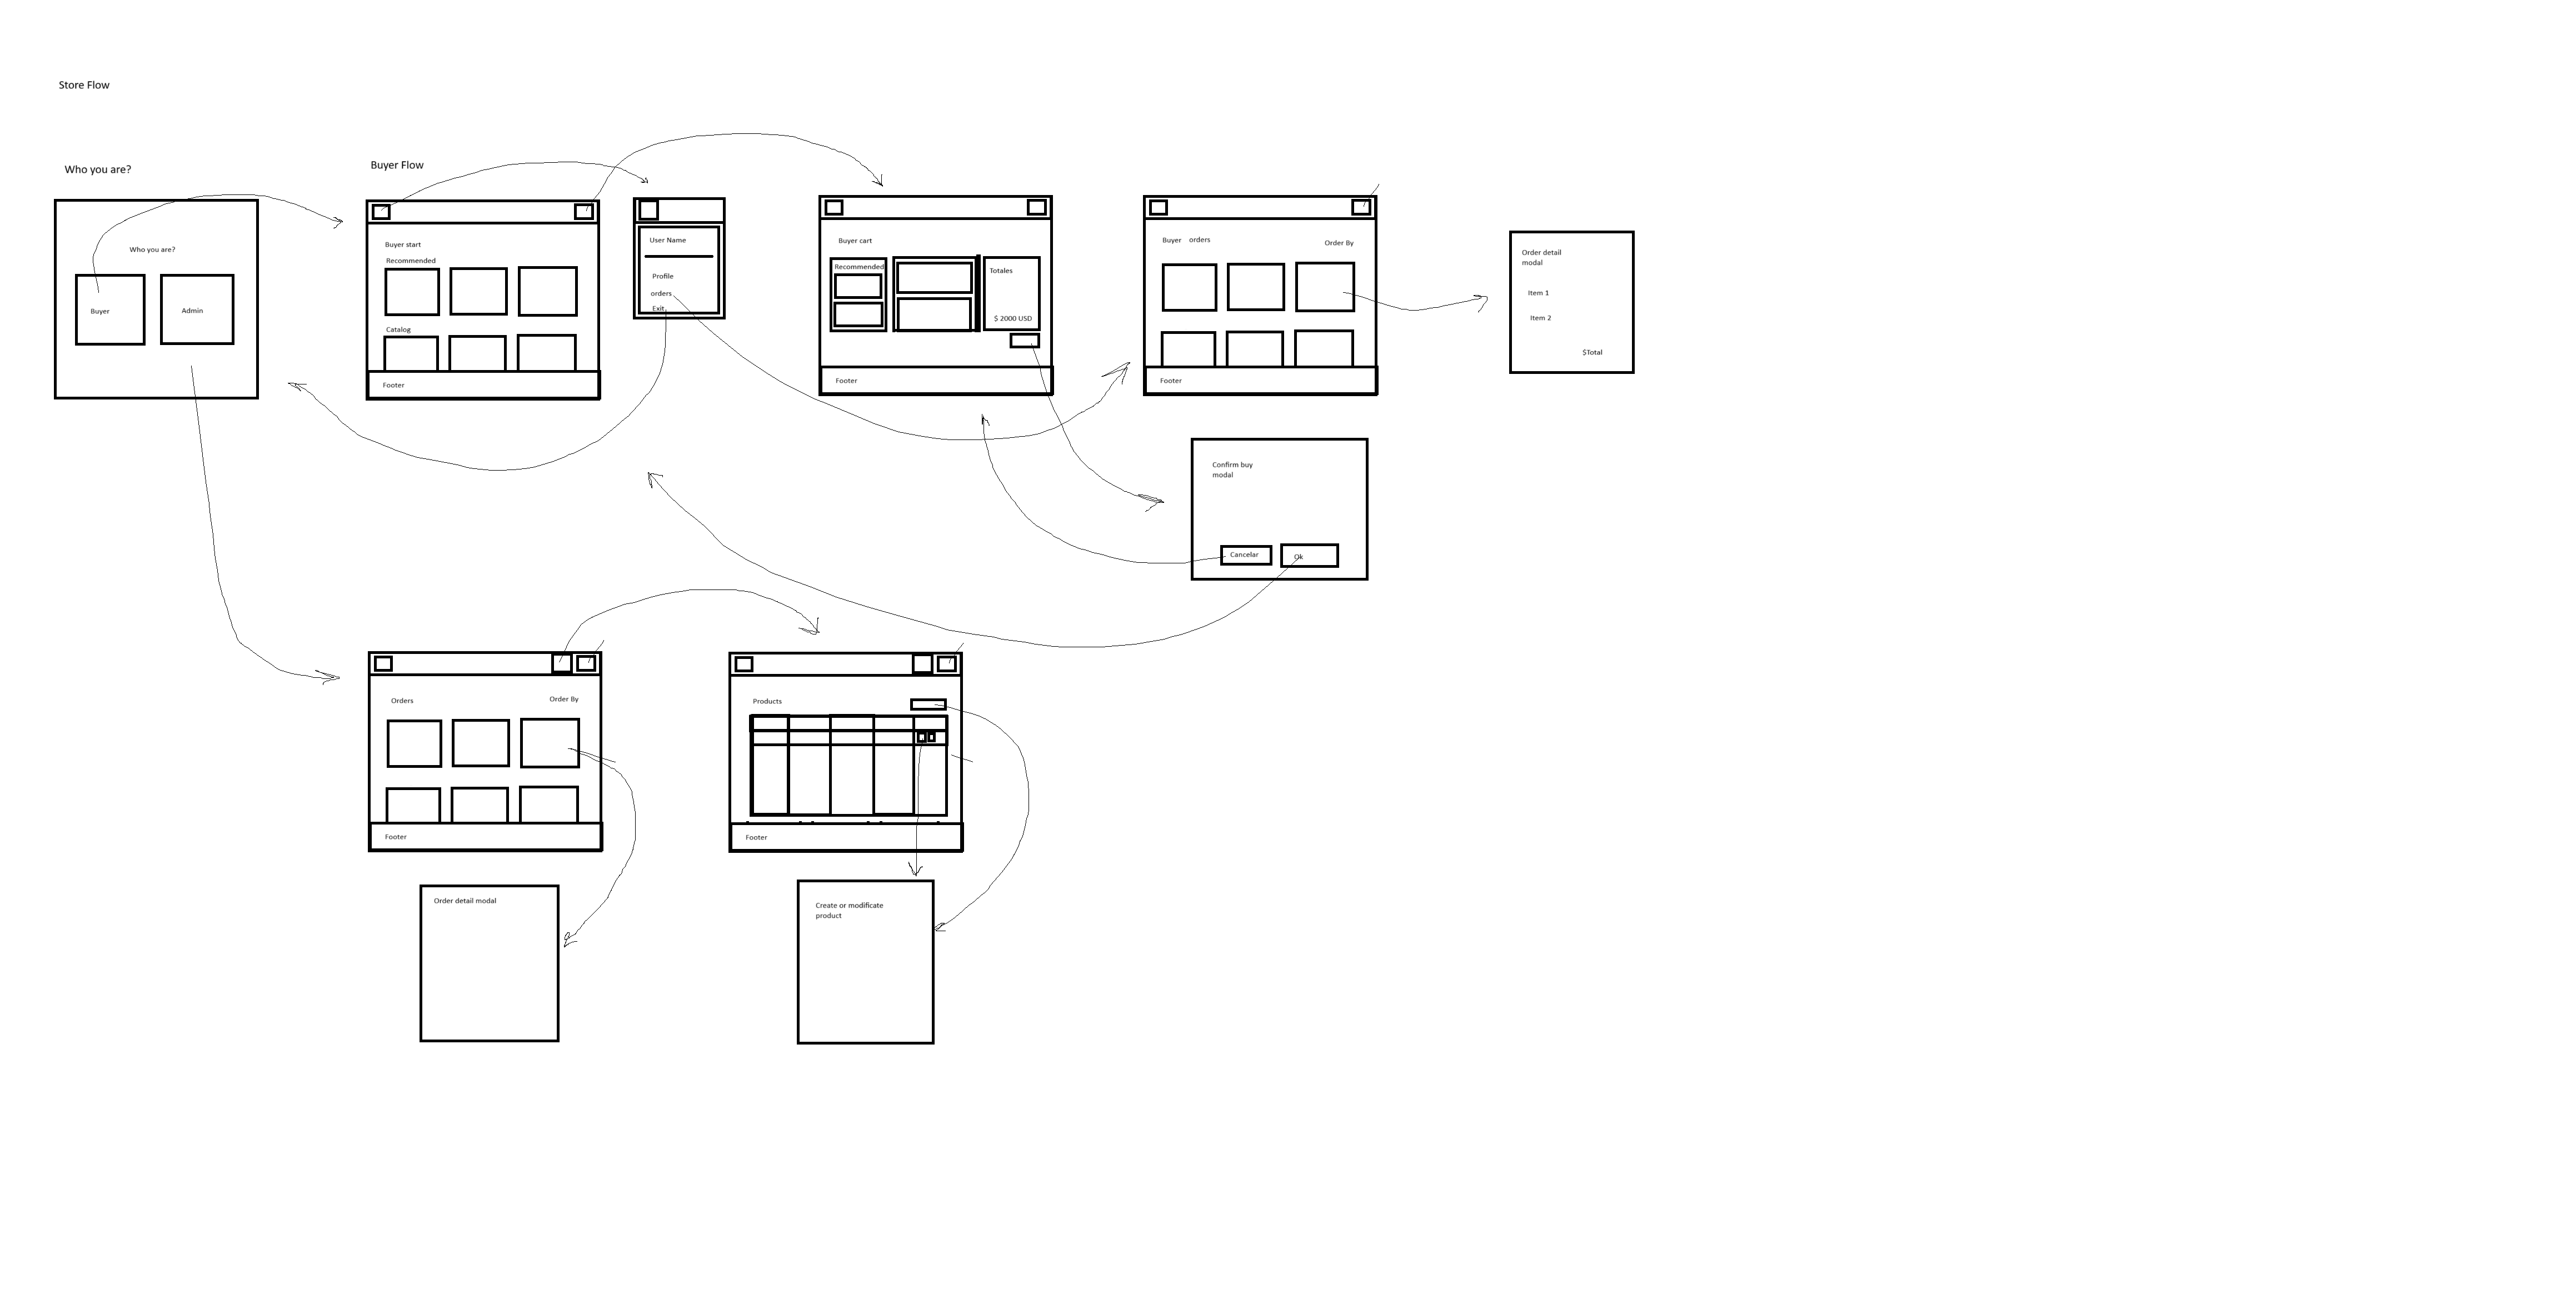 Store Flow
Who you are?
Buyer Flow
Who you are?
Buyer
Admin
Buyer start
Recommended
Catalog
Footer
User Name
Profile
orders
Exit
Buyer cart
Recommended
Totales
$ 2000 USD
Footer
Buyer orders
Order By
Footer
Order detail
modal
Item 1
Item 2
$Total
Confirm buy
modal
Cancelar
Ok
Orders
Order By
Footer
Products
Footer
Order detail modal
Create or modificate
product